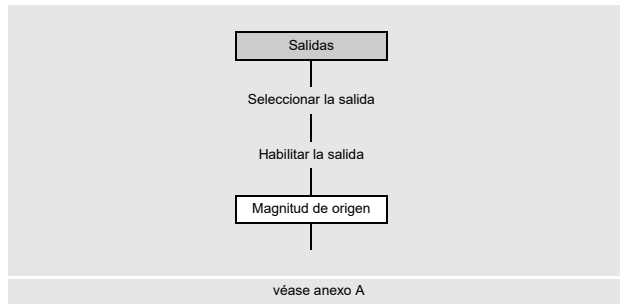 Salidas
Seleccionar la salida
Habilitar la salida
Magnitud de origen
véase anexo A